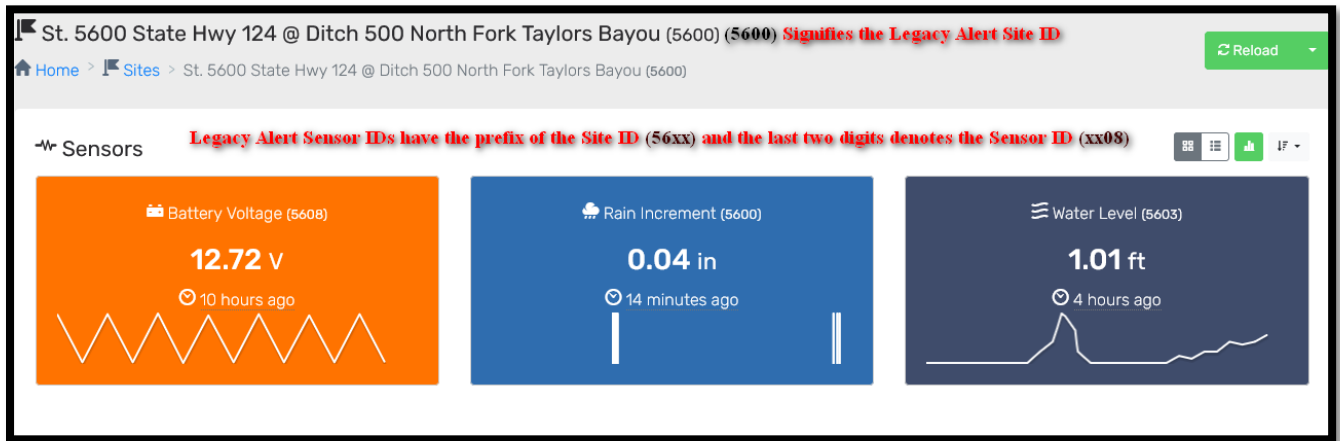 St. 5600 State Hwy 124 @ Ditch 500 North Fork Taylors Bayou (5600) (5600) Signifies the Legacy Alert Site ID
Reload
Home > Sites > St. 5600 State Hwy 124 @ Ditch 500 North Fork Taylors Bayou (5600)
Sensors
Legacy Alert Sensor IDs have the prefix of the Site ID (56xx) and the last two digits denotes the Sensor ID (xx08)
Battery Voltage (5608)
12.72 V
10 hours ago
Rain Increment (5600)
0.04 in
14 minutes ago
Water Level (5603)
1.01 ft
4 hours ago